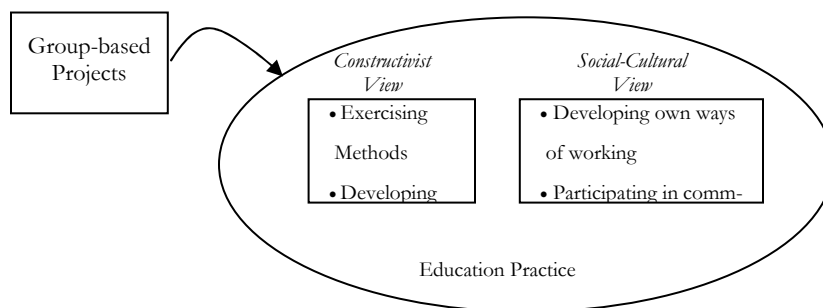 Group-based
Projects
Constructivist
View
• Exercising
Methods
• Developing
Social-Cultural
View
• Developing own ways
of working
• Participating in comm-
Education Practice